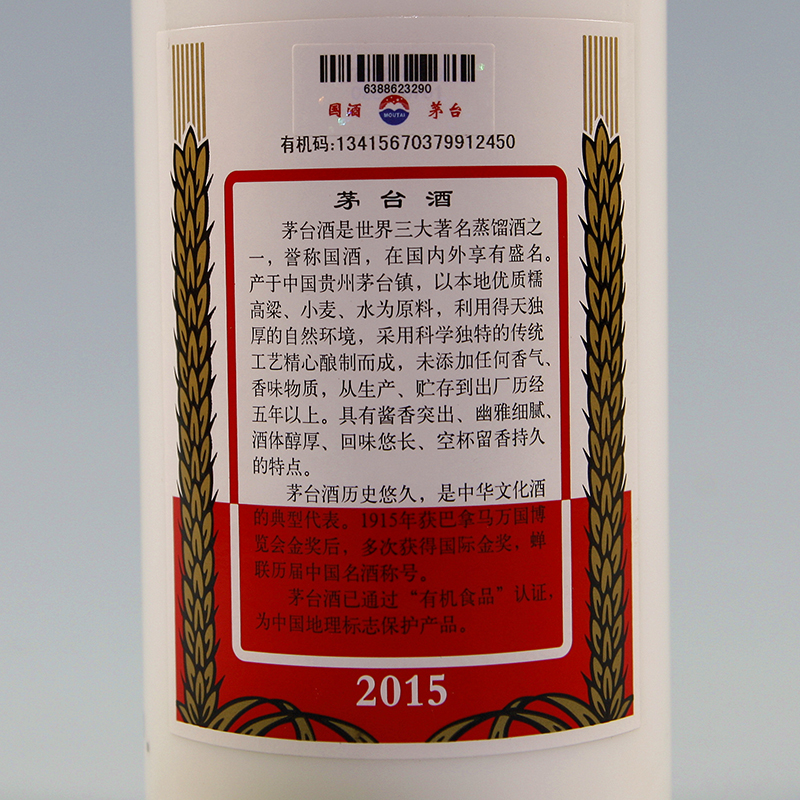 6388623290
国酒 MOUTAI 茅台
有机码:13415670379912450
茅台酒
茅台酒是世界三大著名蒸馏酒之
一，誉称国酒，在国内外享有盛名。
产于中国贵州茅台镇，以本地优质糯
高粱、小麦、水为原料，利用得天独
厚的自然环境，采用科学独特的传统
工艺精心酿制而成，未添加任何香气、
香味物质，从生产、贮存到出厂历经
五年以上。具有酱香突出、幽雅细腻、
酒体醇厚、回味悠长、空杯留香持久
的特点。
茅台酒历史悠久，是中华文化酒
的典型代表。1915年获巴拿马万国博
览会金奖后，多次获得国际金奖，蝉
联历届中国名酒称号。
茅台酒已通过“有机食品”认证，
为中国地理标志保护产品。
2015